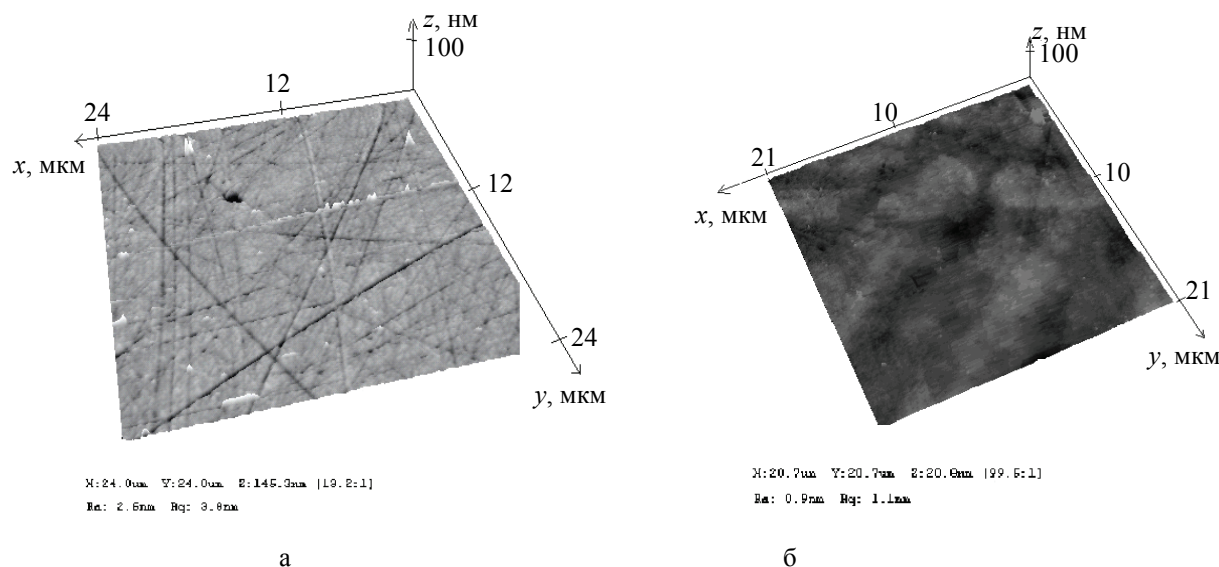 z, нм
100
12
24
x, мкм
12
24
y, мкм
X:24.0um Y:24.0um Z:145.3nm [13.2:1]
Ra: 2.6nm Rq: 3.8nm
а
z, нм
100
10
21
x, мкм
10
21
y, мкм
X:20.7um Y:20.7um Z:20.8nm [99.5:1]
Ra: 0.9nm Rq: 1.1nm
б